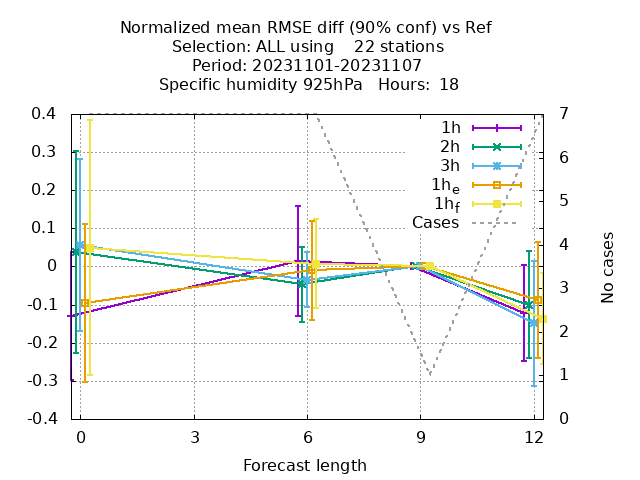 Normalized mean RMSE diff (90% conf) vs Ref
Selection: ALL using    22 stations
Period: 20231101-20231107
Specific humidity 925hPa   Hours:  18
0.4
0.3
0.2
0.1
0
-0.1
-0.2
-0.3
-0.4
7
6
5
4
3
2
1
0
1h
2h
3h
1h_e
1h_f
Cases
No cases
0 3 6 9 12
Forecast length